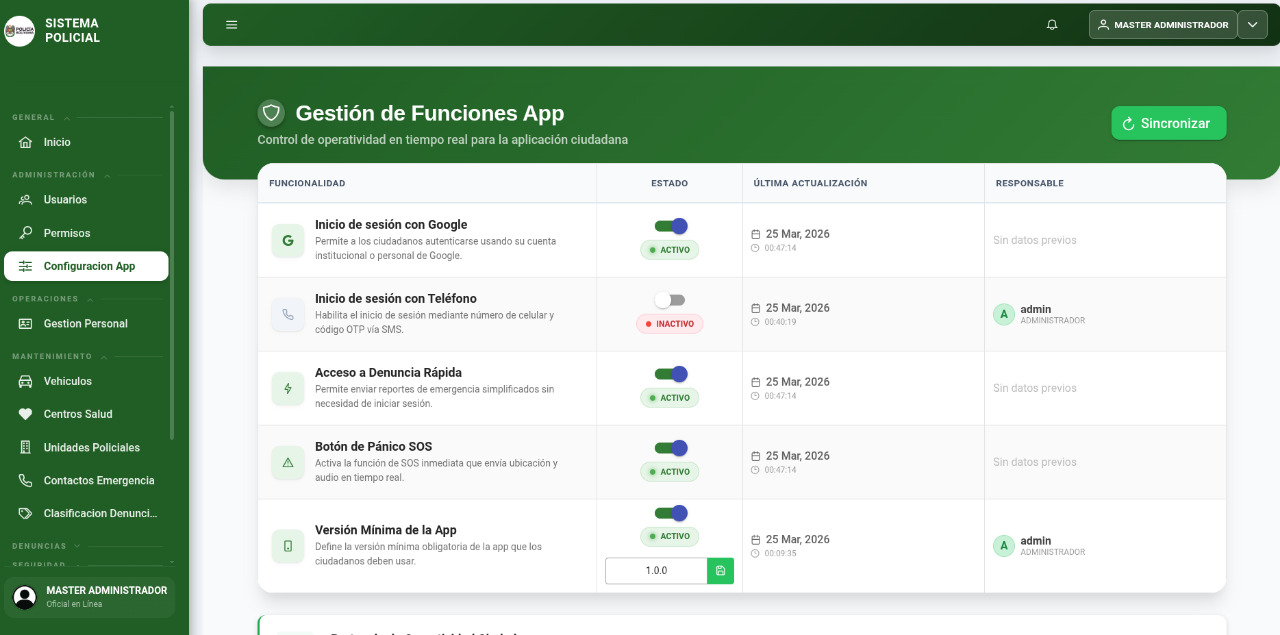 SISTEMA
POLICIAL
MASTER ADMINISTRADOR
GENERAL
Inicio
ADMINISTRACIÓN
Usuarios
Permisos
Configuracion App
OPERACIONES
Gestion Personal
MANTENIMIENTO
Vehiculos
Centros Salud
Unidades Policiales
Contactos Emergencia
Clasificacion Denunci...
DENUNCIAS
SEGURIDAD
MASTER ADMINISTRADOR
Oficial en Línea
Gestión de Funciones App
Control de operatividad en tiempo real para la aplicación ciudadana
Sincronizar
FUNCIONALIDAD ESTADO ÚLTIMA ACTUALIZACIÓN RESPONSABLE
G
Inicio de sesión con Google
Permite a los ciudadanos autenticarse usando su cuenta
institucional o personal de Google.
ACTIVO
25 Mar, 2026
00:47:14
Sin datos previos
Inicio de sesión con Teléfono
Habilita el inicio de sesión mediante número de celular y
código OTP vía SMS.
INACTIVO
25 Mar, 2026
00:40:19
A
admin
ADMINISTRADOR
Acceso a Denuncia Rápida
Permite enviar reportes de emergencia simplificados sin
necesidad de iniciar sesión.
ACTIVO
25 Mar, 2026
00:47:14
Sin datos previos
Botón de Pánico SOS
Activa la función de SOS inmediata que envía ubicación y
audio en tiempo real.
ACTIVO
25 Mar, 2026
00:47:14
Sin datos previos
Versión Mínima de la App
Define la versión mínima obligatoria de la app que los
ciudadanos deben usar.
ACTIVO
1.0.0
25 Mar, 2026
00:09:35
A
admin
ADMINISTRADOR